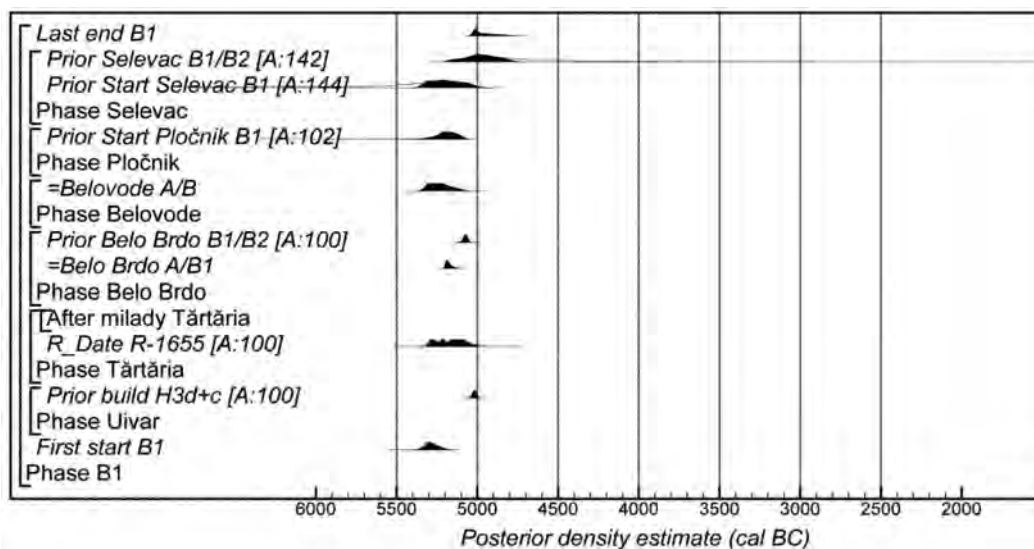 Last end B1
Prior Selevac B1/B2 [A:142]
Prior Start Selevac B1 [A:144]
Phase Selevac
Prior Start Pločnik B1 [A:102]
Phase Pločnik
=Belovode A/B
Phase Belovode
Prior Belo Brdo B1/B2 [A:100]
=Belo Brdo A/B1
Phase Belo Brdo
After milady Tărtăria
R_Date R-1655 [A:100]
Phase Tărtăria
Prior build H3d+c [A:100]
Phase Uivar
First start B1
Phase B1
6000 5500 5000 4500 4000 3500 3000 2500 2000
Posterior density estimate (cal BC)